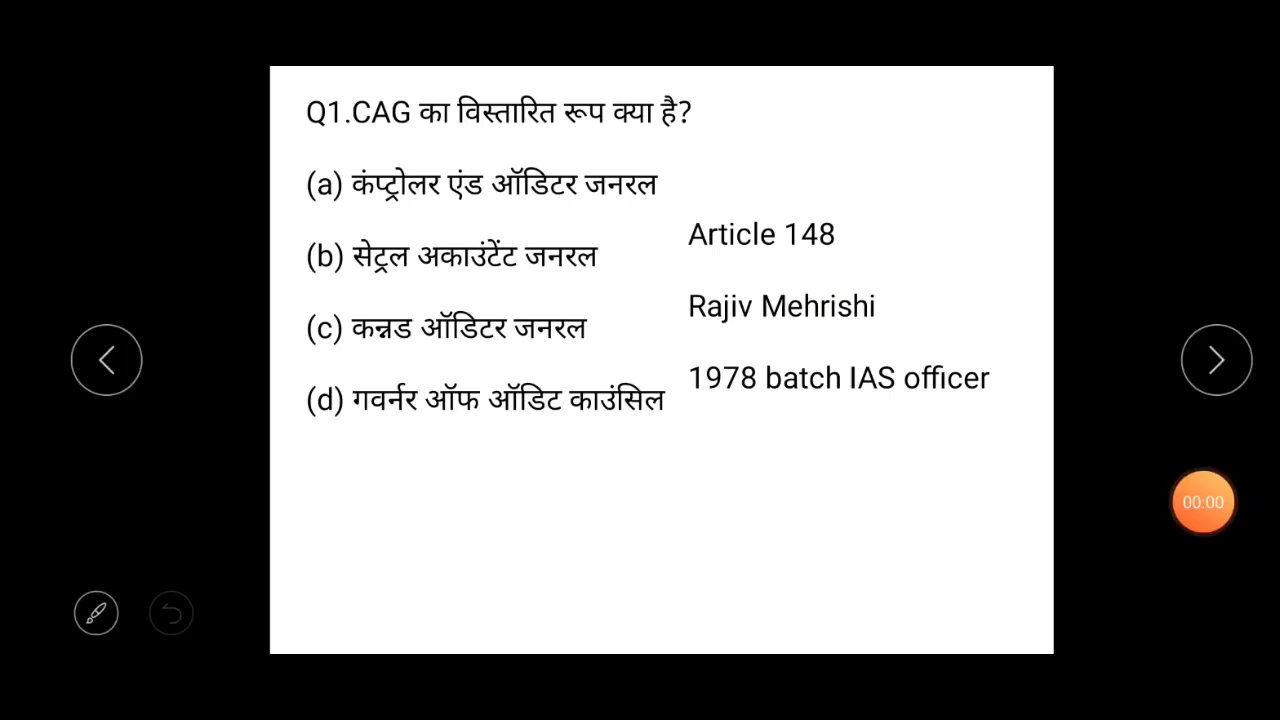 Q1.CAG का विस्तारित रूप क्या है?
(a) कंप्ट्रोलर एंड ऑडिटर जनरल
(b) सेट्रल अकाउंटेंट जनरल
(c) कन्नड ऑडिटर जनरल
(d) गवर्नर ऑफ ऑडिट काउंसिल
Article 148
Rajiv Mehrishi
1978 batch IAS officer
00:00